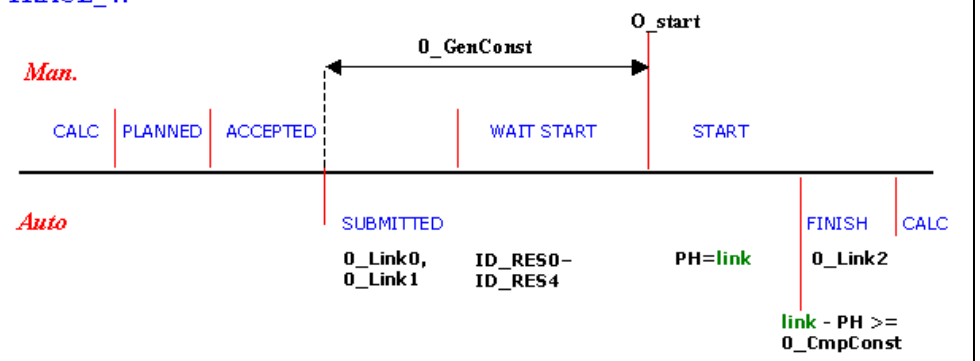 O_start
O_GenConst
Man.
CALC PLANNED ACCEPTED WAIT START START
Auto
SUBMITTED FINISH CALC
O_Link0, ID_RES0- PH=link O_Link2
O_Link1 ID_RES4
link - PH >=
O_CmpConst